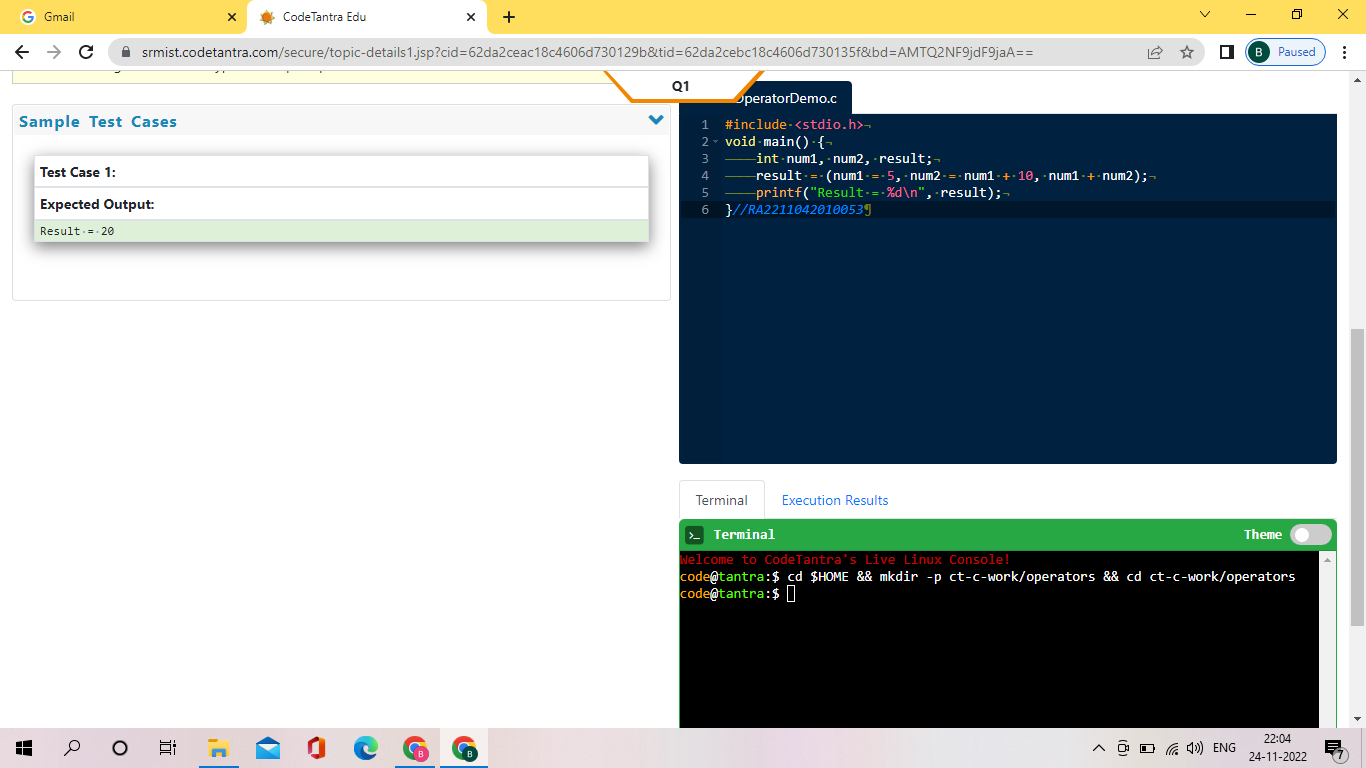 Gmail
CodeTantra Edu
srmist.codetantra.com/secure/topic-details1.jsp?cid=62da2ceac18c4606d730129b&tid=62da2cebc18c4606d730135f&bd=AMTQ2NF9jdF9jaA==
B Paused
Q1
Sample Test Cases
Test Case 1:
Expected Output:
Result = 20
OperatorDemo.c
1 #include <stdio.h>
2 void main() {
3 int num1, num2, result;
4 result = (num1 = 5, num2 = num1 + 10, num1 + num2);
5 printf("Result = %d\n", result);
6 }//RA2211042010053
Terminal Execution Results
Terminal Theme
Welcome to CodeTantra's Live Linux Console!
code@tantra:$ cd $HOME && mkdir -p ct-c-work/operators && cd ct-c-work/operators
code@tantra:$
B B
ENG
22:04
24-11-2022
7